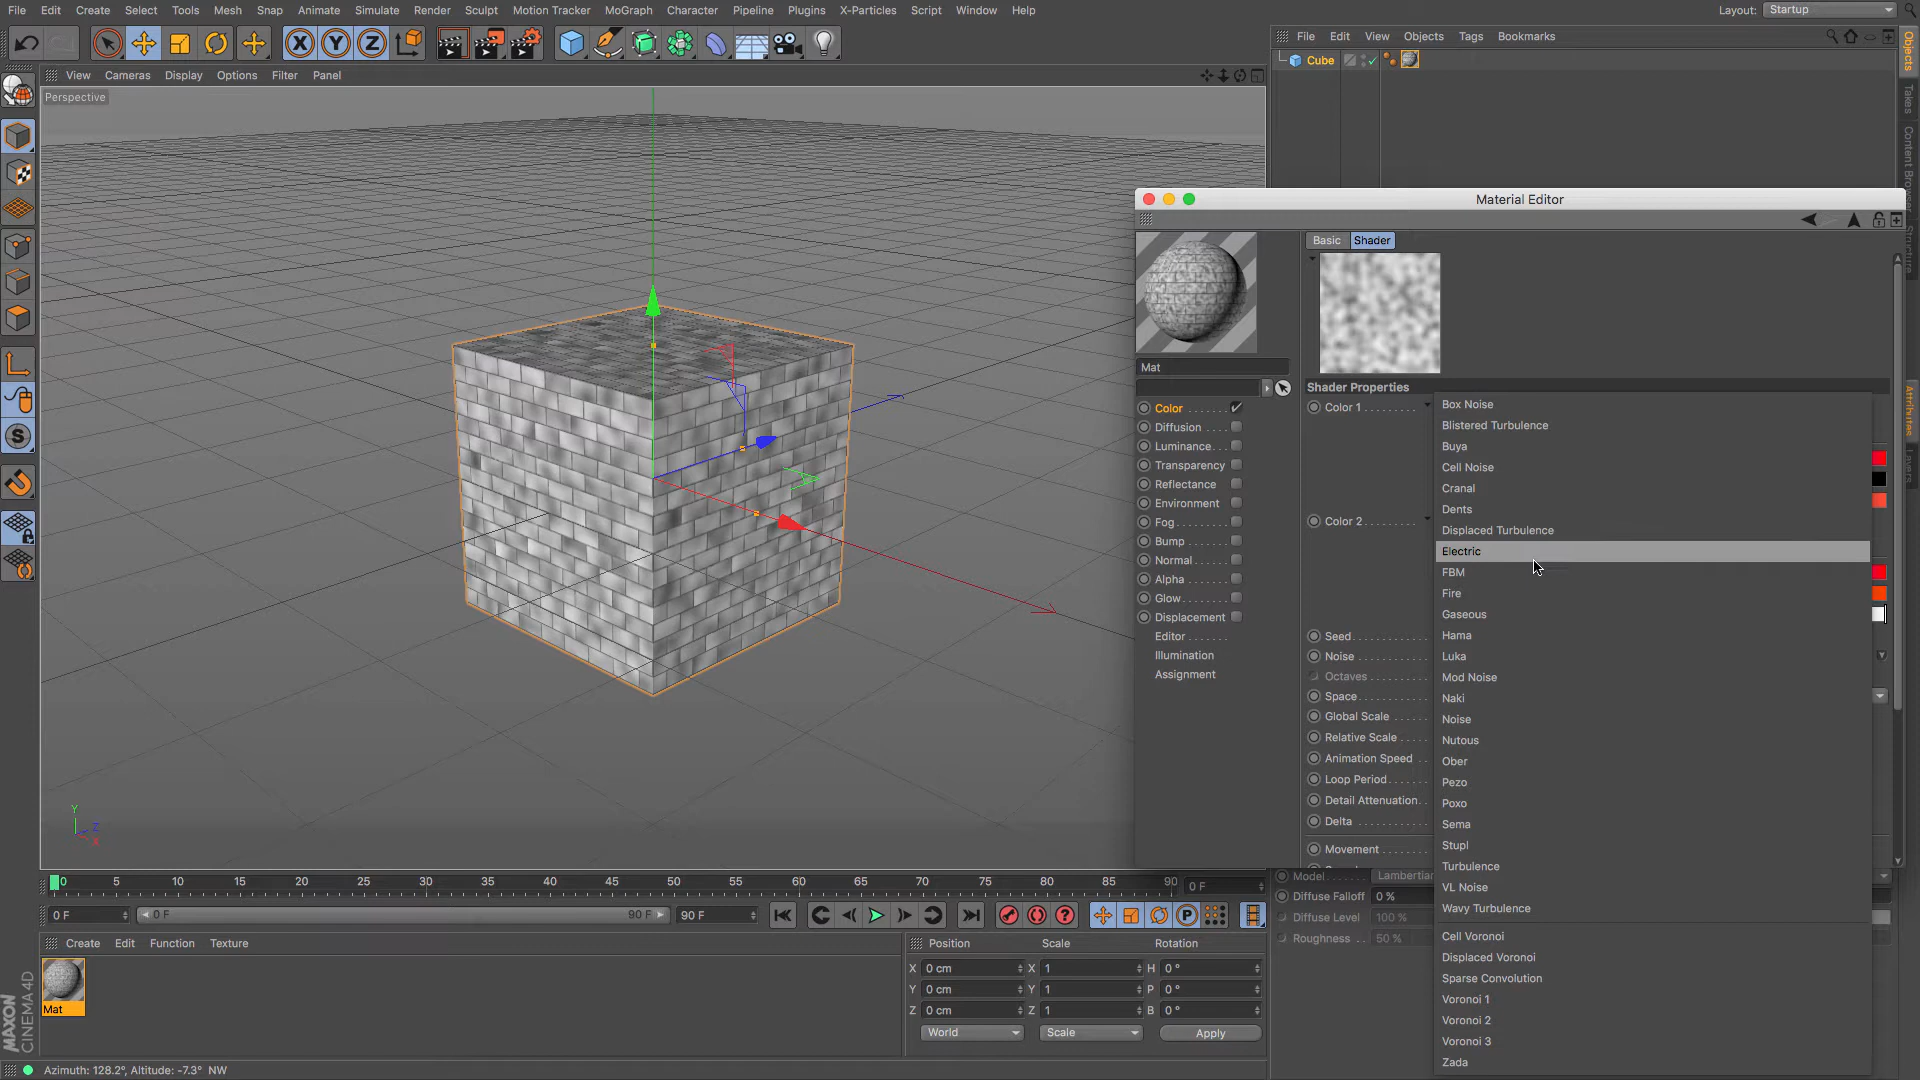 File Edit Create Select Tools Mesh Snap Animate Simulate Render Sculpt Motion Tracker MoGraph Character Pipeline Plugins X-Particles Script Window Help Layout: Startup
X Y Z
File Edit View Objects Tags Bookmarks
Cube
View Cameras Display Options Filter Panel
Perspective
Objects
Takes
Content Browser
Structure
Attributes
Layers
Material Editor
Basic Shader
Mat
Shader Properties
Color
Diffusion
Luminance
Transparency
Reflectance
Environment
Fog
Bump
Normal
Alpha
Glow
Displacement
Editor
Illumination
Assignment
Color 1
Color 2
Seed
Noise
Octaves
Space
Global Scale
Relative Scale
Animation Speed
Loop Period
Detail Attenuation
Delta
Movement
Box Noise
Blistered Turbulence
Buya
Cell Noise
Cranal
Dents
Displaced Turbulence
Electric
FBM
Fire
Gaseous
Hama
Luka
Mod Noise
Naki
Noise
Nutous
Ober
Pezo
Poxo
Sema
Stupl
Turbulence
VL Noise
Wavy Turbulence
Cell Voronoi
Displaced Voronoi
Sparse Convolution
Voronoi 1
Voronoi 2
Voronoi 3
Zada
Model Lambertian
Diffuse Falloff 0 %
Diffuse Level 100 %
Roughness 50 %
Y
Z
X
0 5 10 15 20 25 30 35 40 45 50 55 60 65 70 75 80 85 90 0 F
0 F 0 F 90 F 90 F
Create Edit Function Texture
Mat
Position Scale Rotation
X 0 cm X 1 H 0 °
Y 0 cm Y 1 P 0 °
Z 0 cm Z 1 B 0 °
World Scale Apply
MAXON
CINEMA 4D
Azimuth: 128.2°, Altitude: -7.3° NW